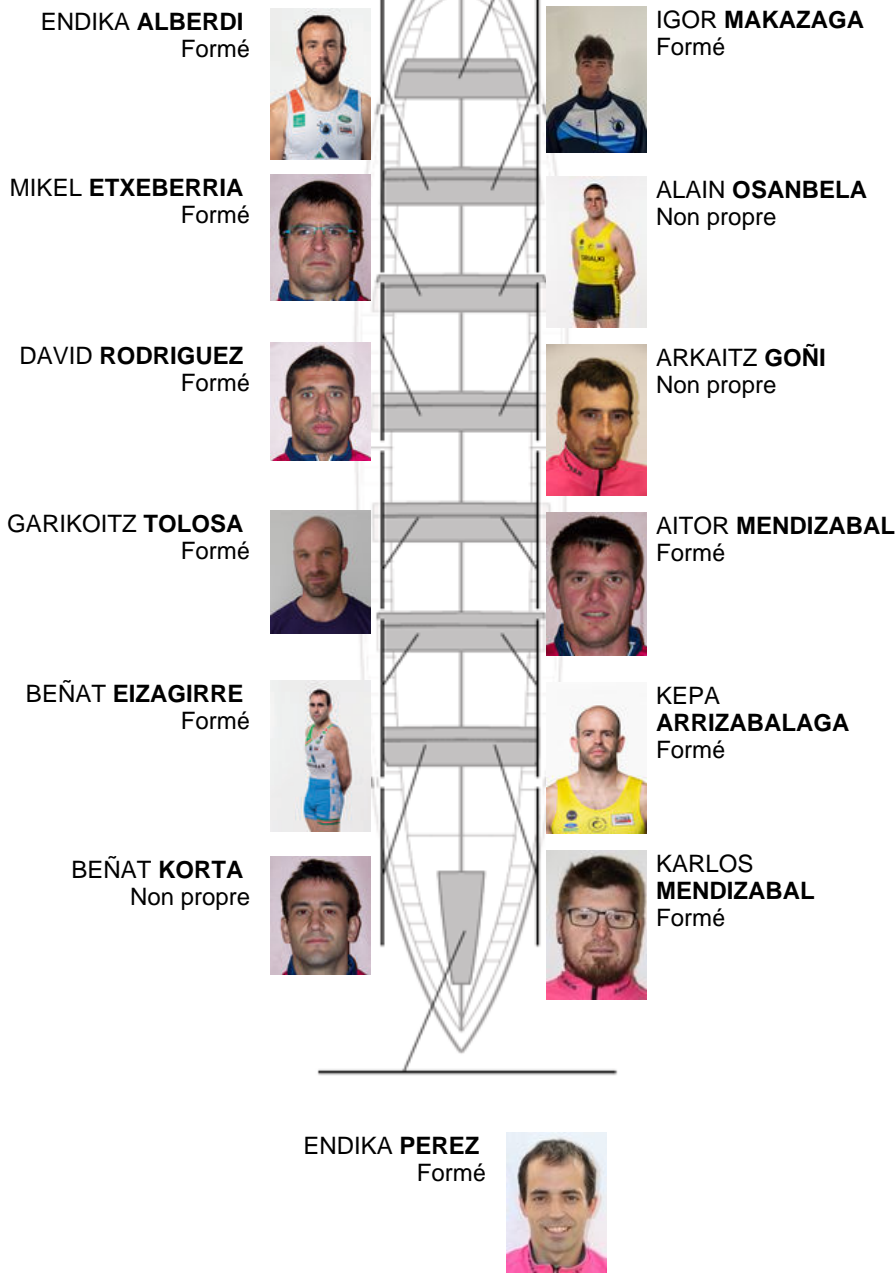 ENDIKA ALBERDI
Formé
IGOR MAKAZAGA
Formé
MIKEL ETXEBERRIA
Formé
ALAIN OSANBELA
Non propre
DAVID RODRIGUEZ
Formé
ARKAITZ GOÑI
Non propre
GARIKOITZ TOLOSA
Formé
AITOR MENDIZABAL
Formé
BEÑAT EIZAGIRRE
Formé
KEPA
ARRIZABALAGA
Formé
BEÑAT KORTA
Non propre
KARLOS
MENDIZABAL
Formé
ENDIKA PEREZ
Formé